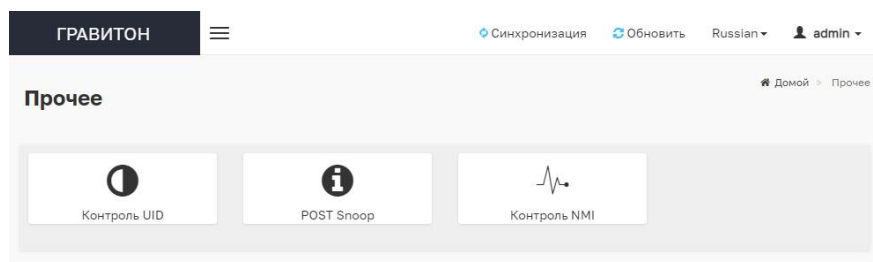 ГРАВИТОН Синхронизация Обновить Russian admin
Прочее
Домой > Прочее
Контроль UID POST Snoop Контроль NMI